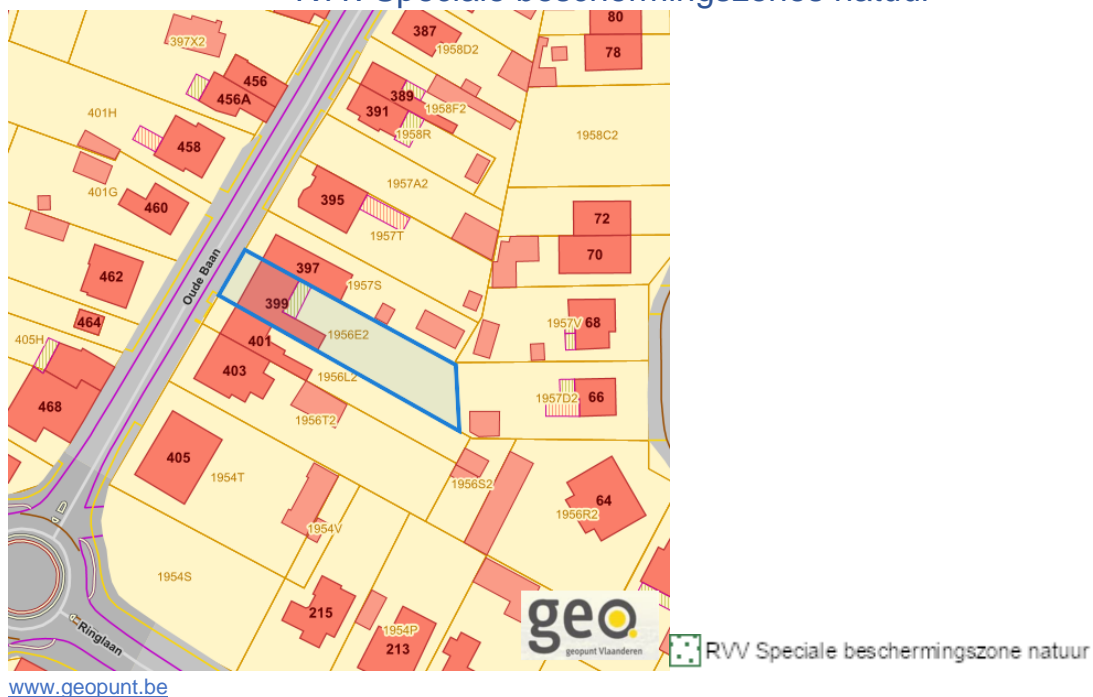 RVV Speciale beschermingszones natuur
80
387
1958D2
78
397X2
456
456A
389
1958F2
391
401H
1958R
1958C2
458
1957A2
401G
395
460
72
1957T
70
397
Oude Baan
462
1957S
399
464
1956E2
1957V
68
405H
401
403
1956L2
1957D2
66
468
1956T2
405
1954T
1956S2
64
1956R2
1954V
1954S
215
1954P
213
Ringlaan
geo
geopunt Vlaanderen
RVV Speciale beschermingszone natuur
www.geopunt.be